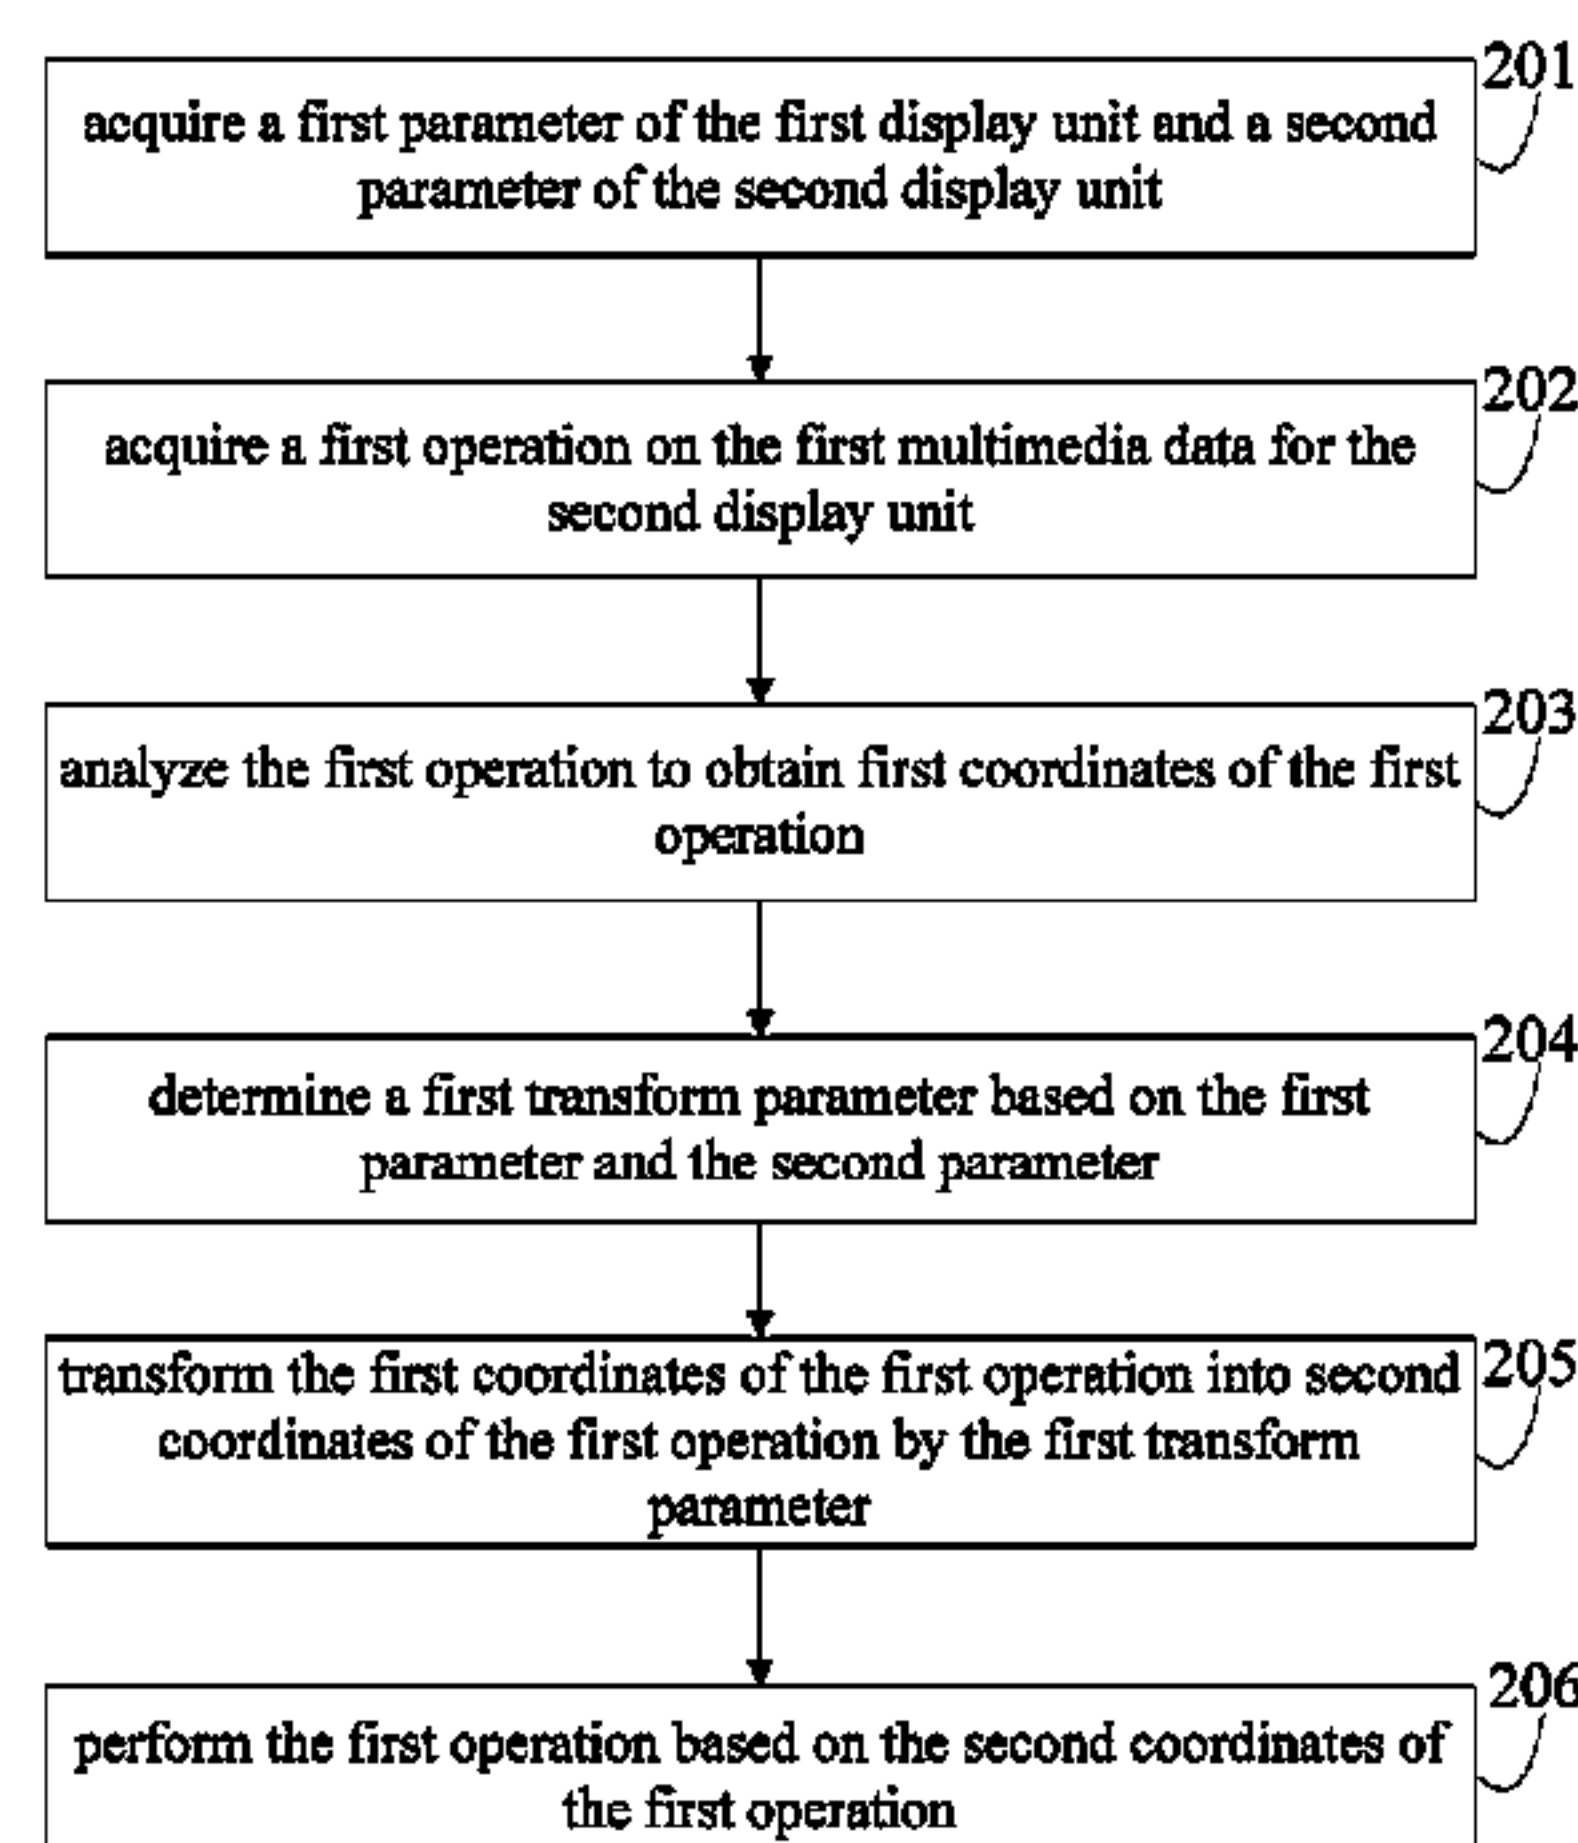 201
acquire a first parameter of the first display unit and a second
parameter of the second display unit
202
acquire a first operation on the first multimedia data for the
second display unit
203
analyze the first operation to obtain first coordinates of the first
operation
204
determine a first transform parameter based on the first
parameter and the second parameter
205
transform the first coordinates of the first operation into second
coordinates of the first operation by the first transform
parameter
206
perform the first operation based on the second coordinates of
the first operation